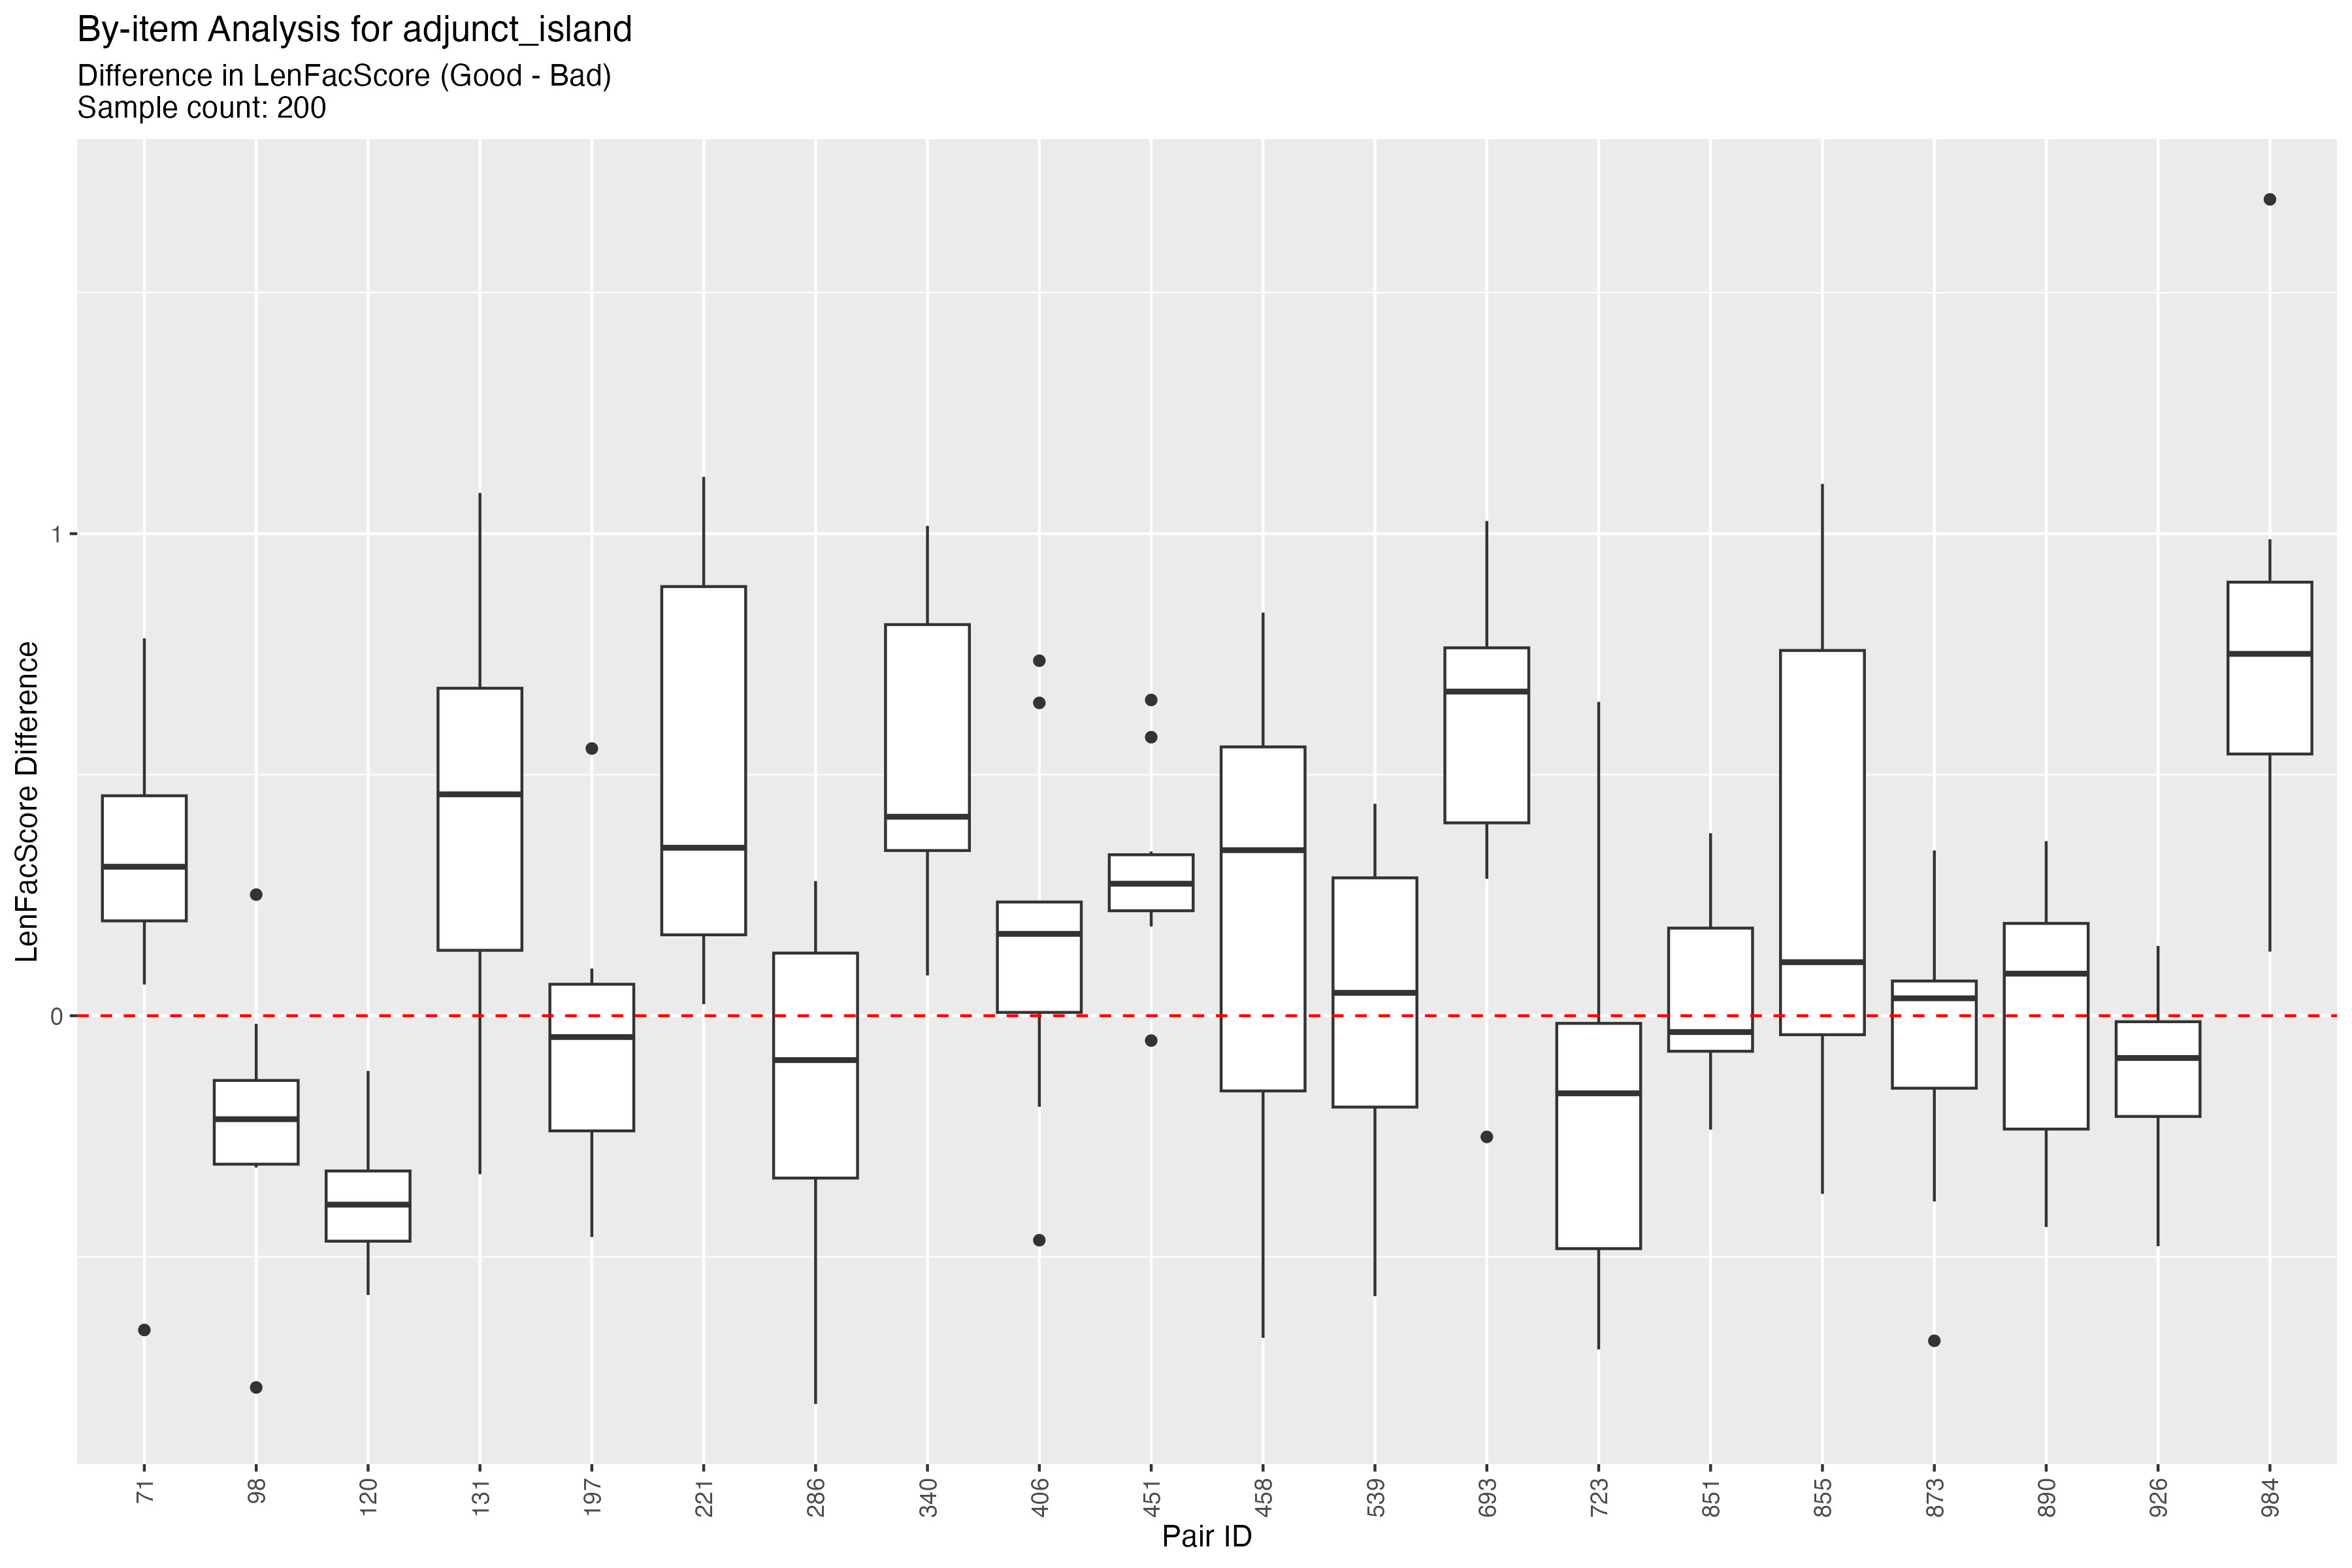 By-item Analysis for adjunct_island
Difference in LenFacScore (Good - Bad)
Sample count: 200
LenFacScore Difference
1
0
71 98 120 131 197 221 286 340 406 451 458 539 693 723 851 855 873 890 926 984
Pair ID